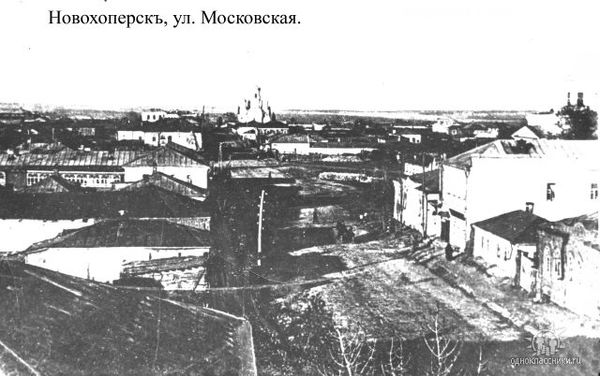 Новохоперскъ, ул. Московская.
одноклассники.ru